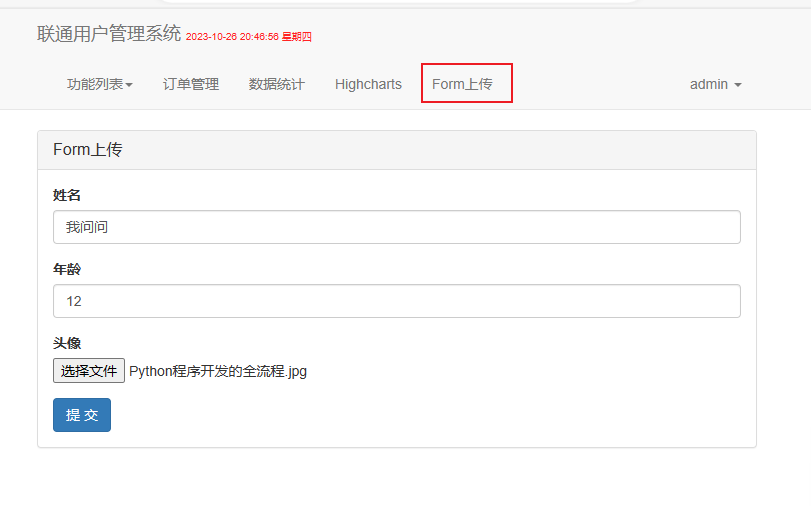 联通用户管理系统 2023-10-26 20:46:56 星期四
功能列表 订单管理 数据统计 Highcharts Form上传 admin
Form上传
姓名
我问问
年龄
12
头像
选择文件 Python程序开发的全流程.jpg
提 交